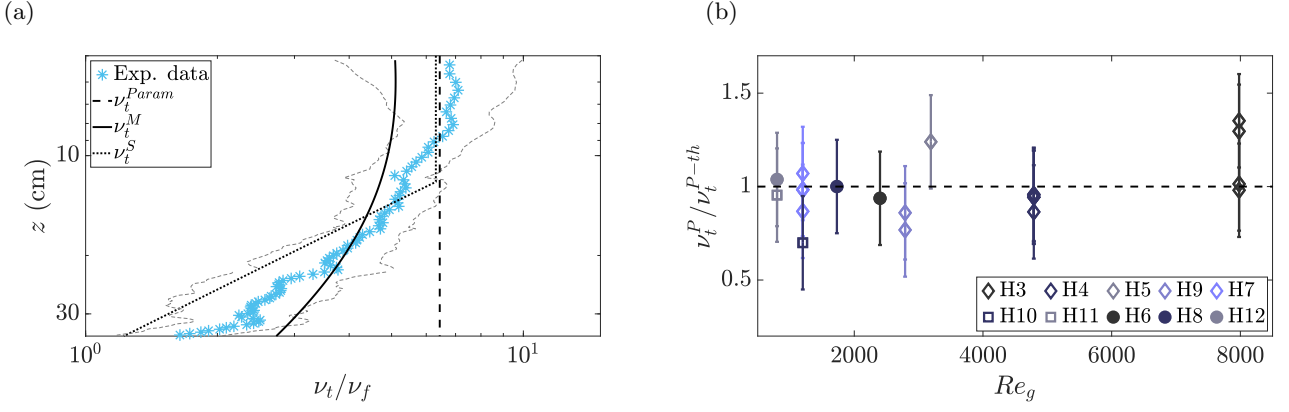 (a)
Exp. data
ν_t^{Param}
ν_t^M
ν_t^S
z (cm)
10
30
10^0
10^1
ν_t/ν_f
(b)
ν_t^P/ν_t^{P-th}
1.5
1
0.5
H3 H4 H5 H9 H7
H10 H11 H6 H8 H12
2000 4000 6000 8000
Re_g